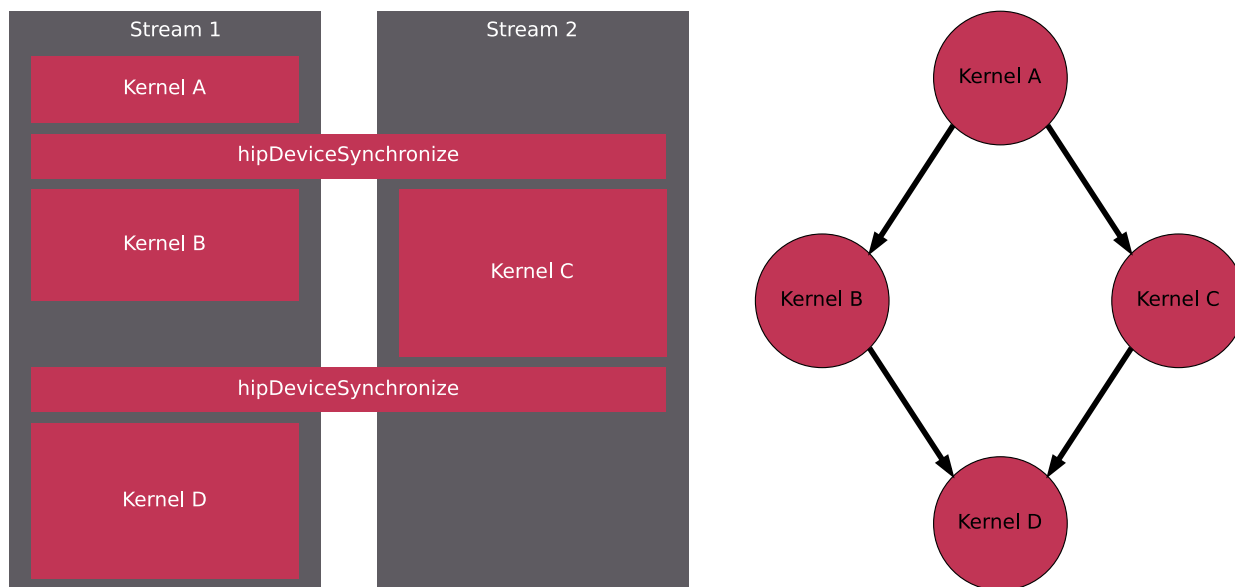 Stream 1
Stream 2
Kernel A
hipDeviceSynchronize
Kernel B
Kernel C
hipDeviceSynchronize
Kernel D
Kernel A
Kernel B
Kernel C
Kernel D